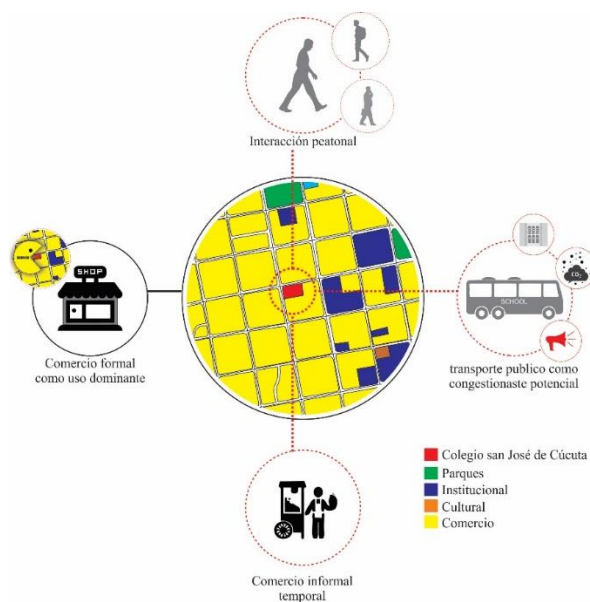 Interacción peatonal
SHOP
Comercio formal
como uso dominante
CO₂
SCHOOL
transporte publico como
congestionaste potencial
Colegio san José de Cúcuta
Parques
Institucional
Cultural
Comercio
Comercio informal
temporal